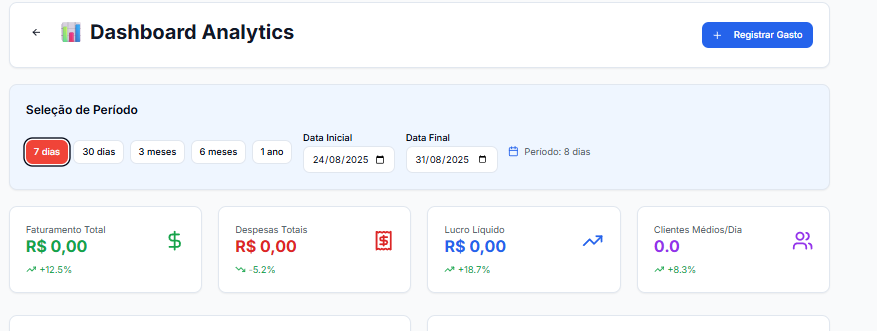 Dashboard Analytics
+ Registrar Gasto
Seleção de Período
7 dias 30 dias 3 meses 6 meses 1 ano
Data Inicial
24/08/2025
Data Final
31/08/2025
Período: 8 dias
Faturamento Total
R$ 0,00
+12.5%
Despesas Totais
R$ 0,00
-5.2%
Lucro Líquido
R$ 0,00
+18.7%
Clientes Médios/Dia
0.0
+8.3%